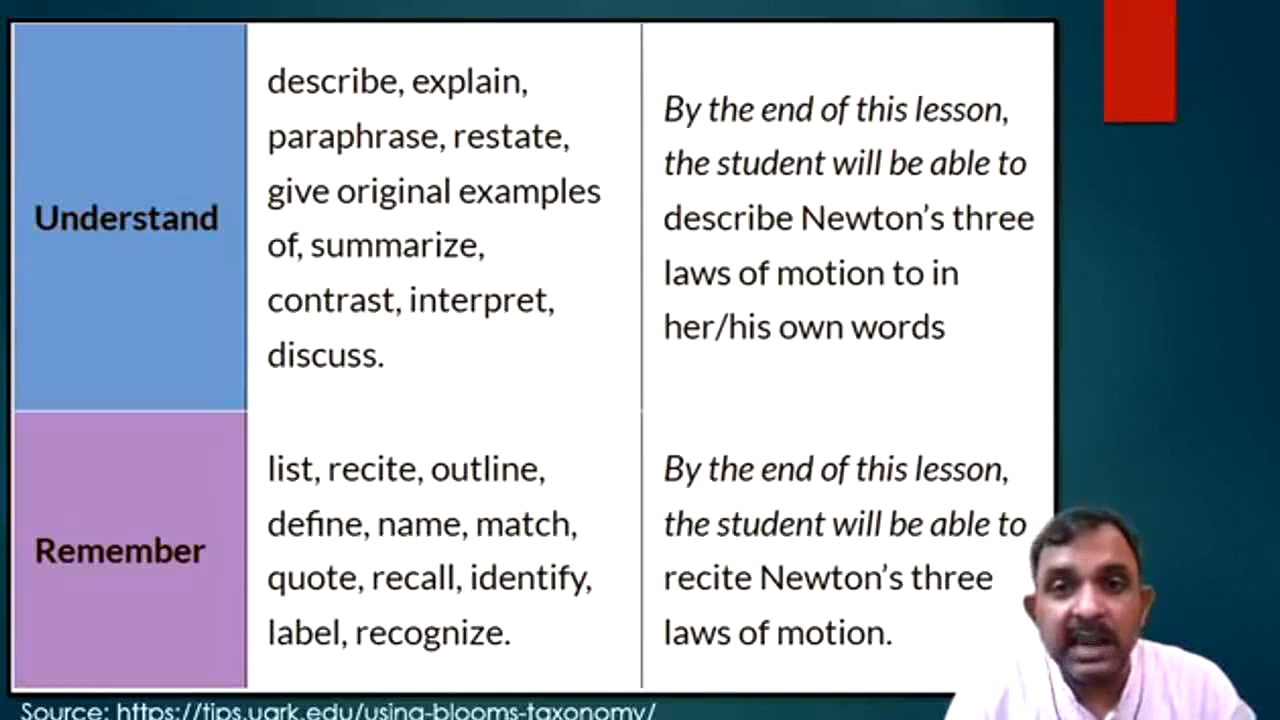 Understand
describe, explain,
paraphrase, restate,
give original examples
of, summarize,
contrast, interpret,
discuss.
By the end of this lesson,
the student will be able to
describe Newton’s three
laws of motion to in
her/his own words
Remember
list, recite, outline,
define, name, match,
quote, recall, identify,
label, recognize.
By the end of this lesson,
the student will be able to
recite Newton’s three
laws of motion.
Source: https://tips.uark.edu/using-blooms-taxonomy/